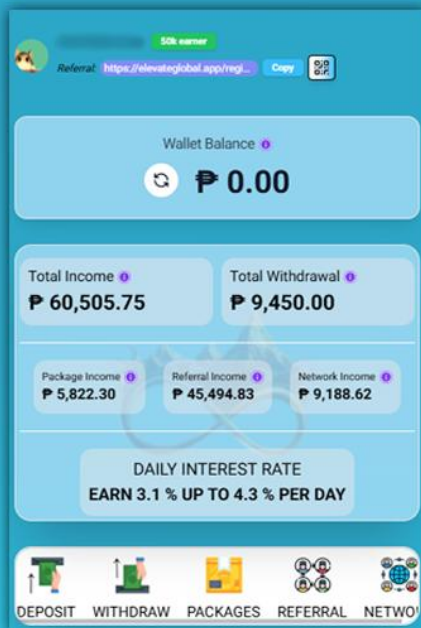 50k earner
Referral: https://elevateglobal.app/regi... Copy
Wallet Balance
₱ 0.00
Total Income Total Withdrawal
₱ 60,505.75 ₱ 9,450.00
Package Income Referral Income Network Income
₱ 5,822.30 ₱ 45,494.83 ₱ 9,188.62
DAILY INTEREST RATE
EARN 3.1 % UP TO 4.3 % PER DAY
DEPOSIT WITHDRAW PACKAGES REFERRAL NETWO